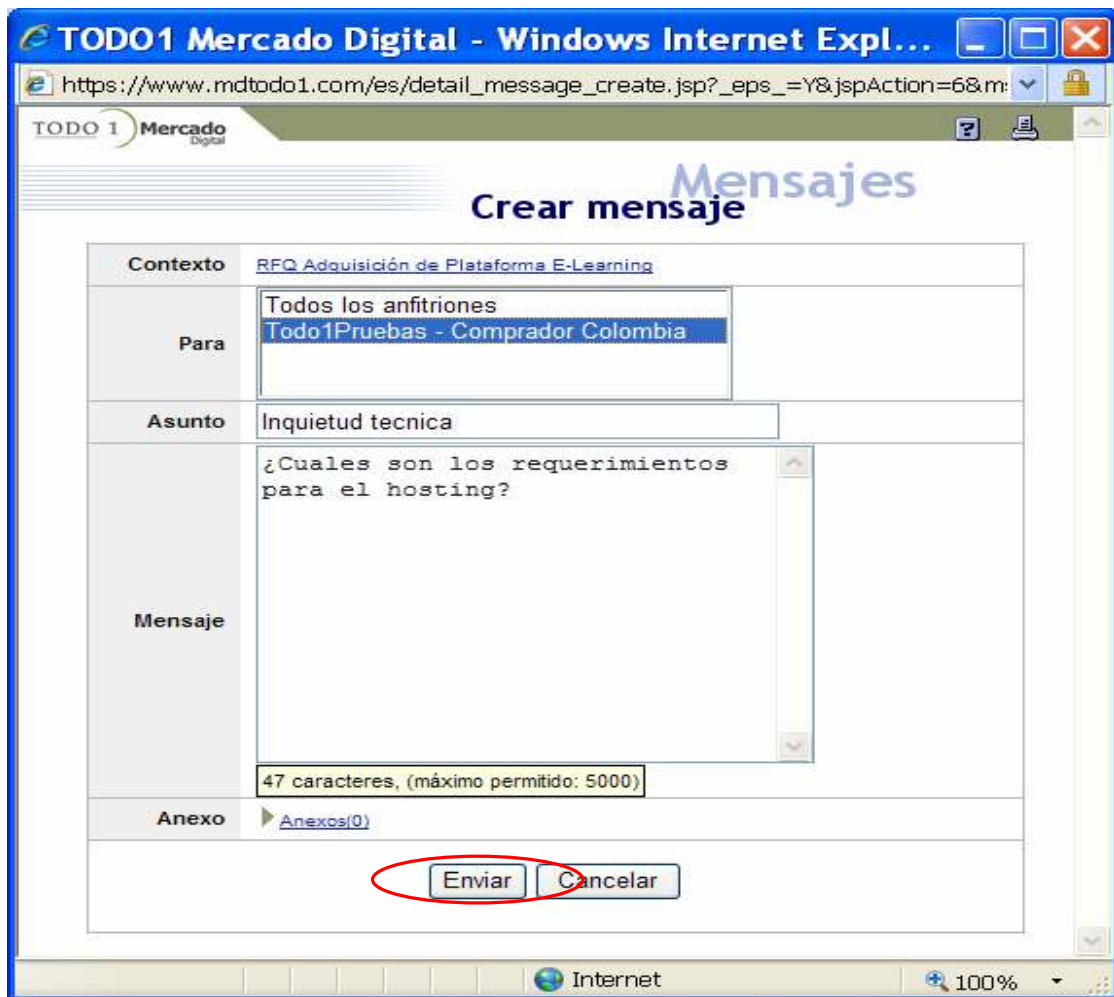 TODO1 Mercado Digital - Windows Internet Expl...
https://www.mdtodo1.com/es/detail_message_create.jsp?_eps_=Y&jspAction=6&m
TODO 1 Mercado
Digital
?
Mensajes
Crear mensaje
Contexto RFQ Adquisición de Plataforma E-Learning
Todos los anfitriones
Todo1Pruebas - Comprador Colombia
Para
Asunto Inquietud tecnica
¿Cuales son los requerimientos
para el hosting?
Mensaje
47 caracteres, (máximo permitido: 5000)
Anexo Anexos(0)
Enviar Cancelar
Internet 100%